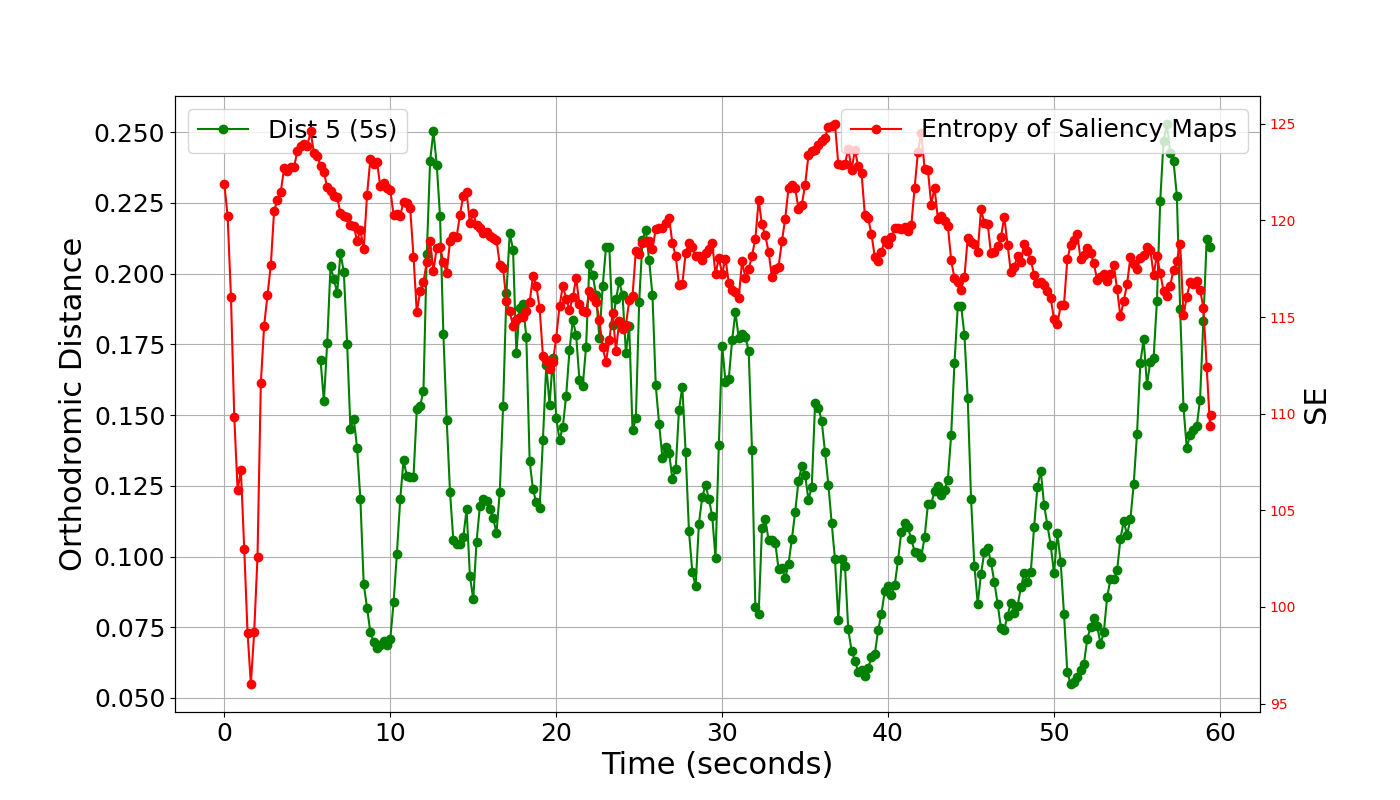 Dist 5 (5s)
Entropy of Saliency Maps
0.250
0.225
0.200
0.175
0.150
0.125
0.100
0.075
0.050
Orthodromic Distance
125
120
115
110
105
100
95
SE
0 10 20 30 40 50 60
Time (seconds)